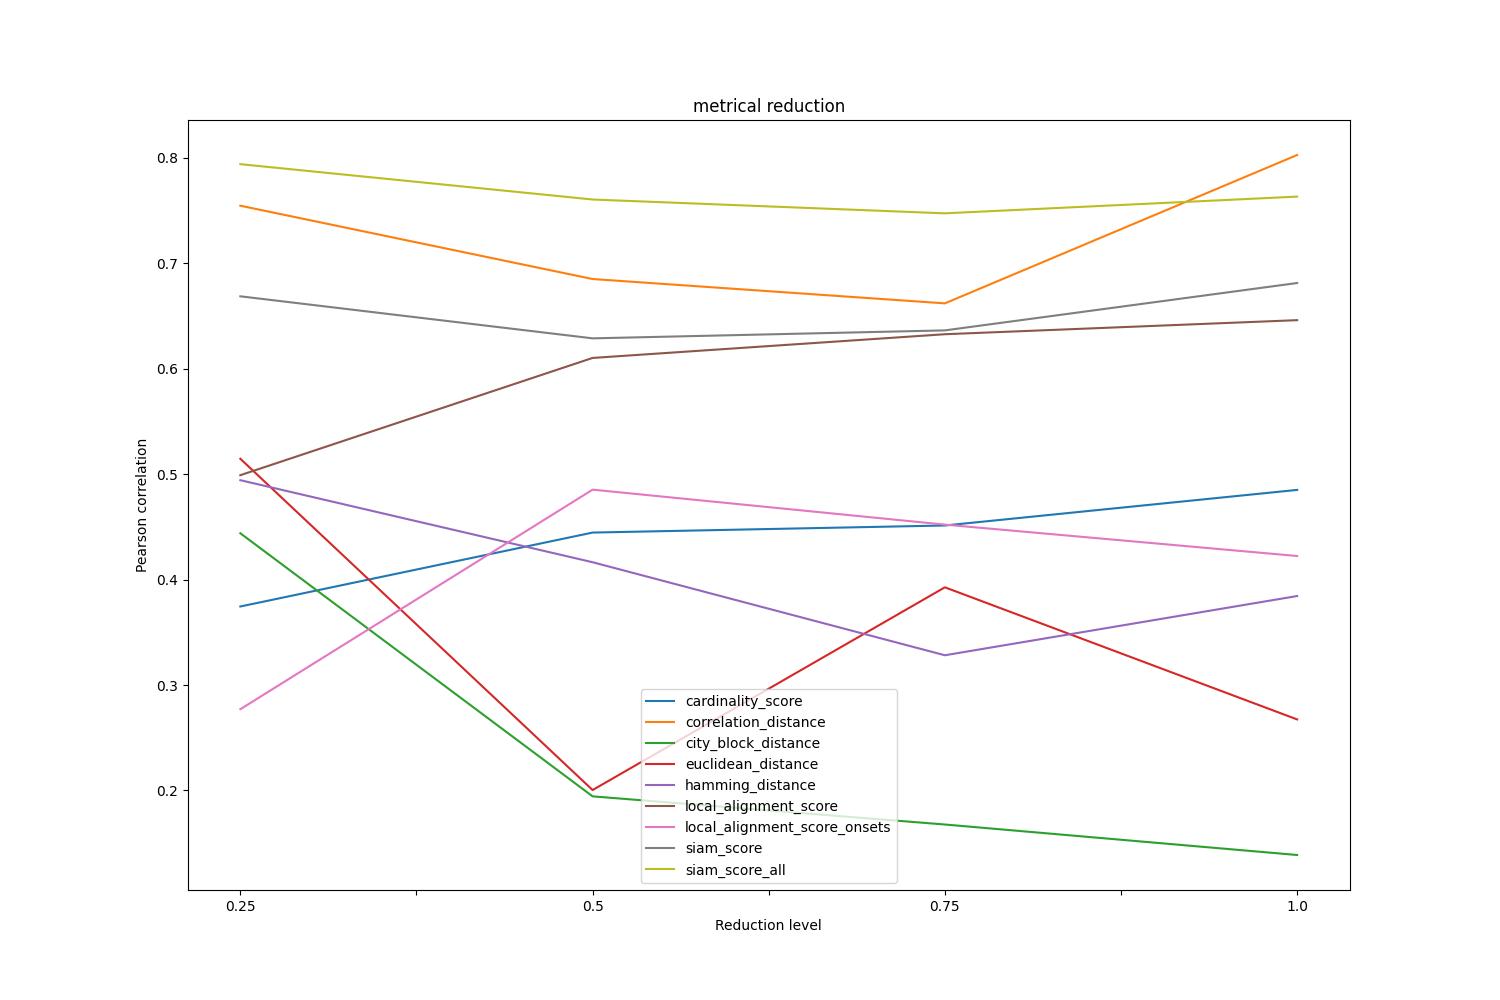 metrical reduction
Pearson correlation
0.8
0.7
0.6
0.5
0.4
0.3
0.2
cardinality_score
correlation_distance
city_block_distance
euclidean_distance
hamming_distance
local_alignment_score
local_alignment_score_onsets
siam_score
siam_score_all
0.25
0.5
0.75
1.0
Reduction level